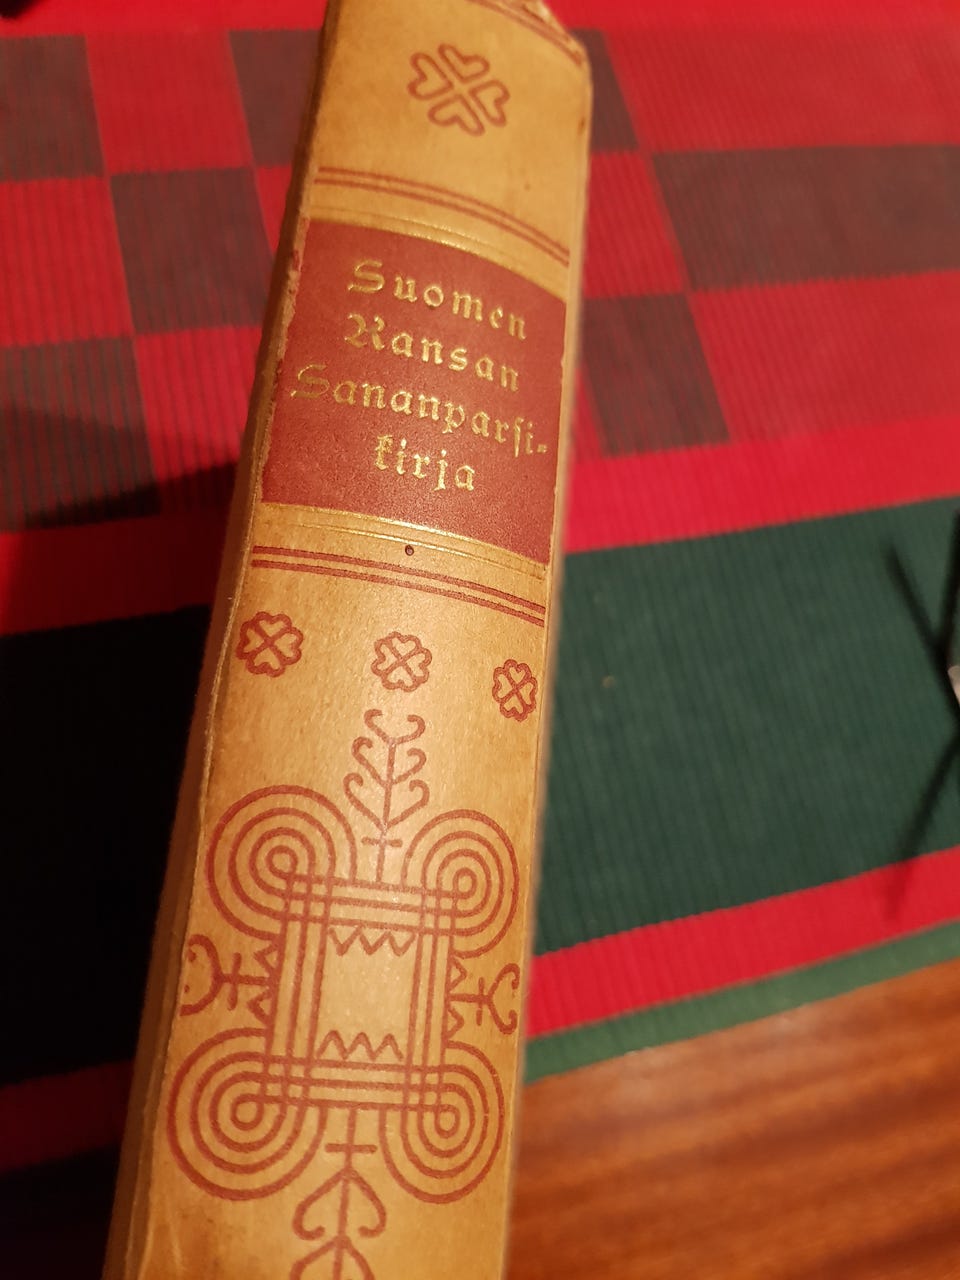 Suomen
Kansan
Sananparsi-
kirja